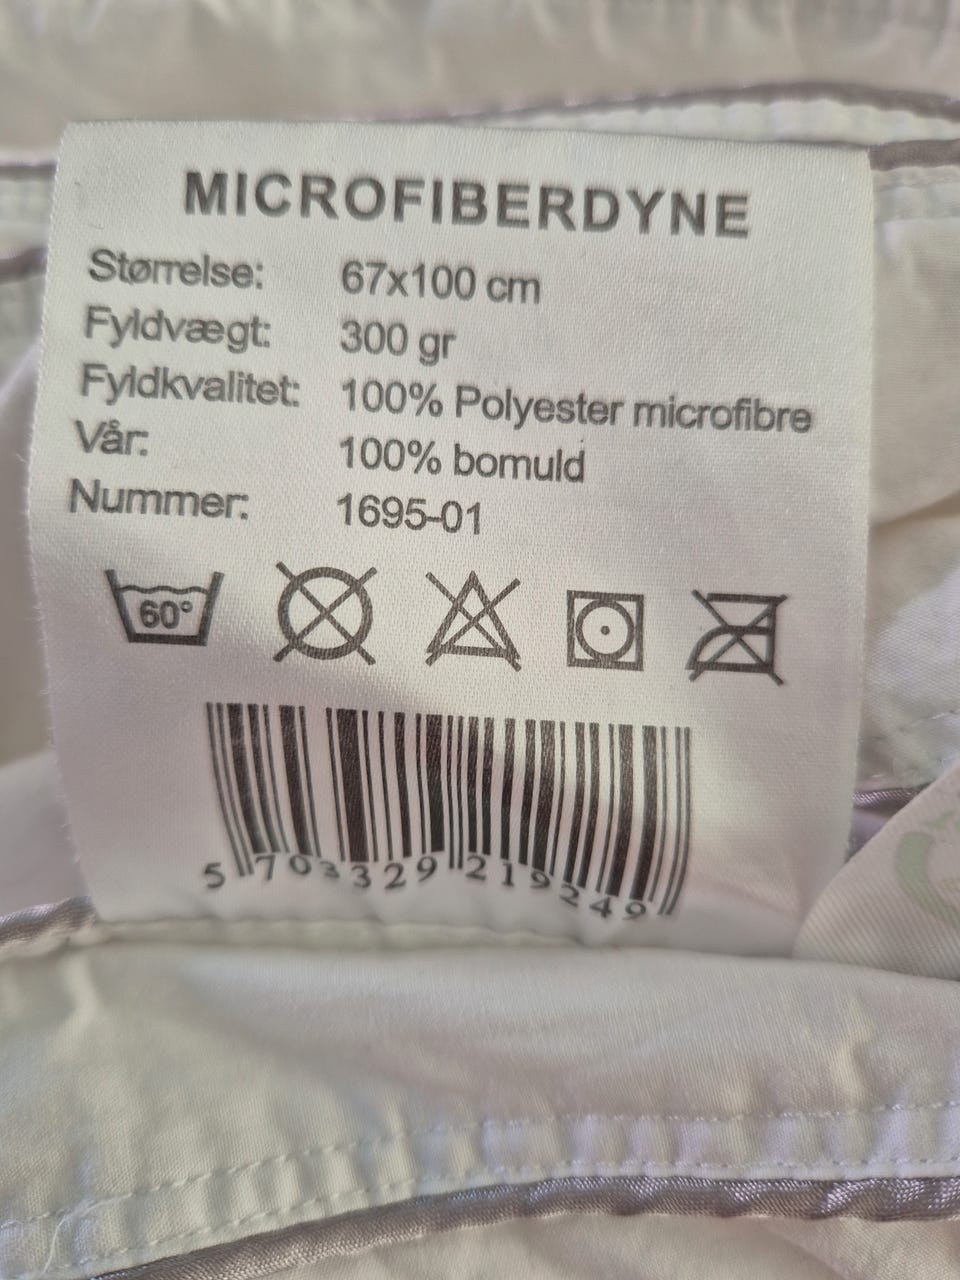 MICROFIBERDYNE
Størrelse: 67x100 cm
Fyldvægt: 300 gr
Fyldkvalitet: 100% Polyester microfibre
Vår: 100% bomuld
Nummer: 1695-01
60°
5 703329 219249